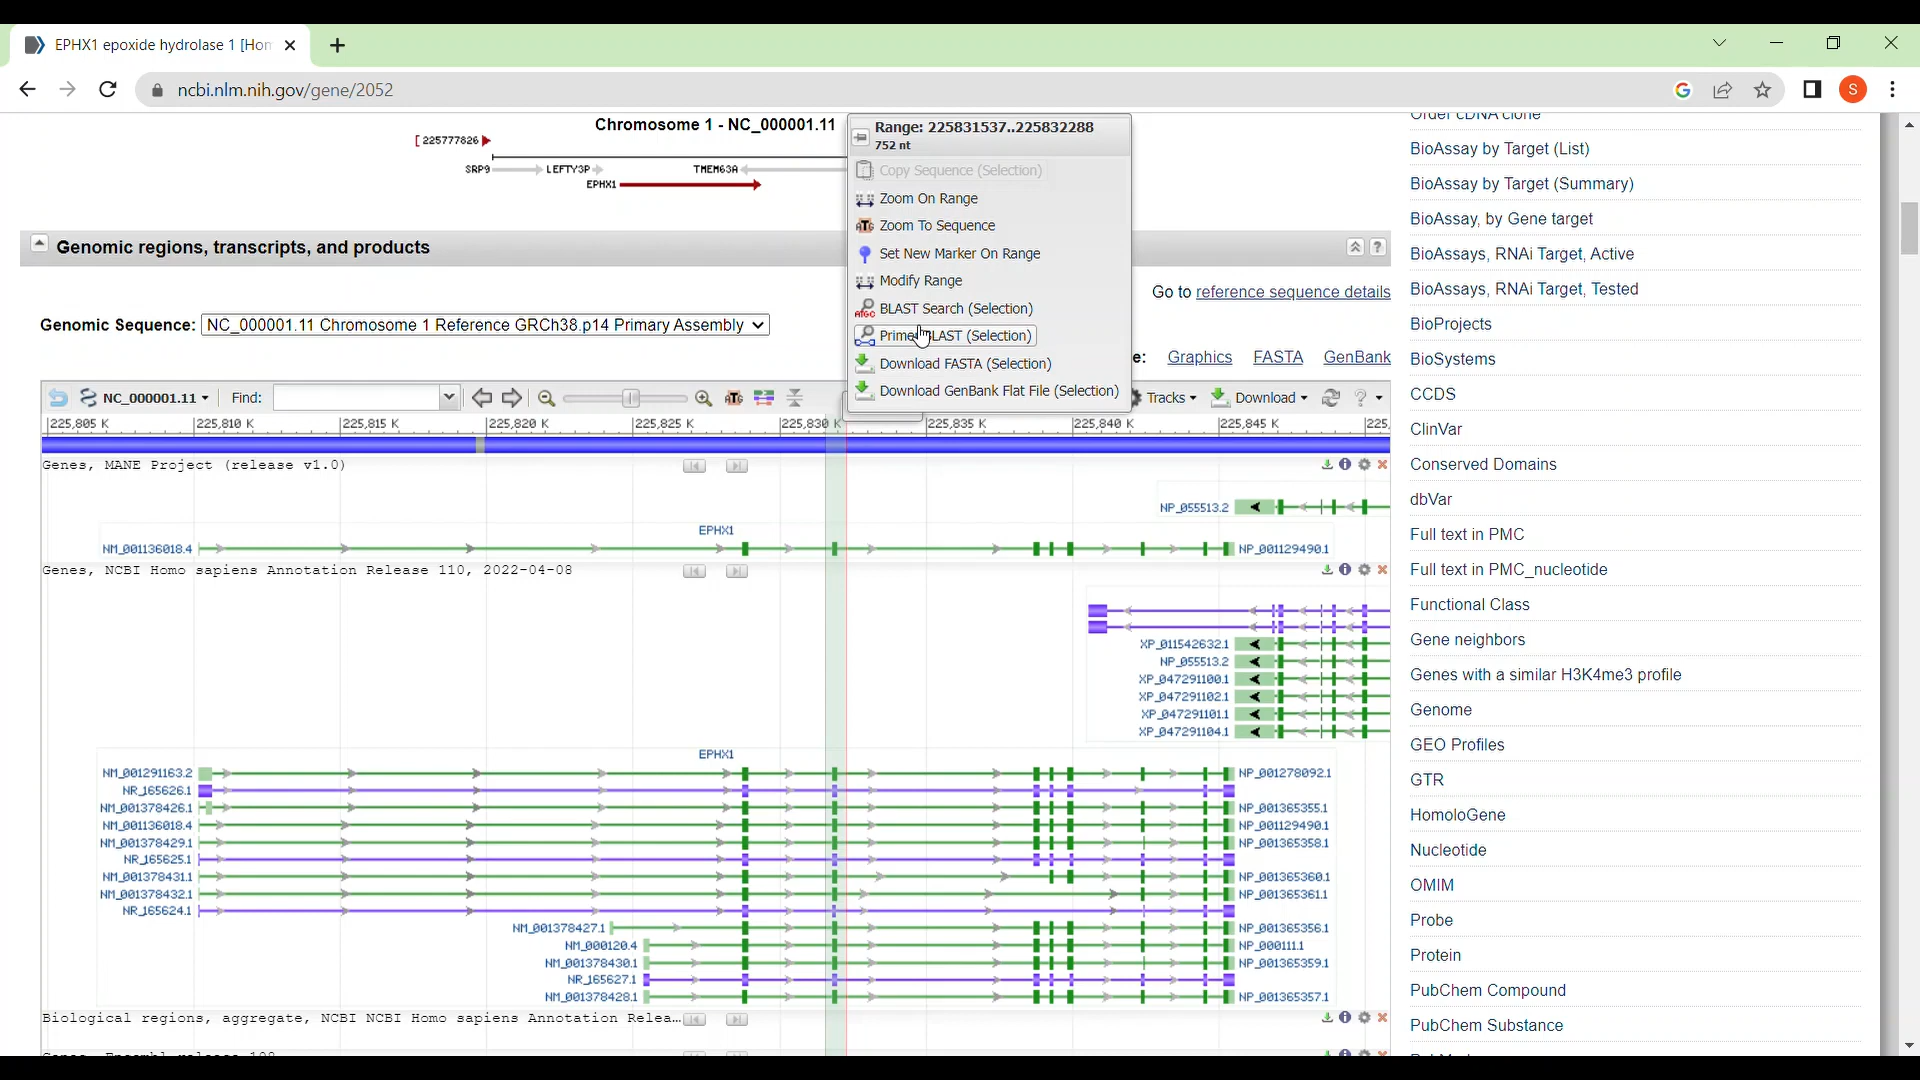 EPHX1 epoxide hydrolase 1 [Hom
ncbi.nlm.nih.gov/gene/2052
S
Chromosome 1 - NC_000001.11
[ 225777826
SRP9
LEFTY3P
TMEM63A
EPHX1
Range: 225831537..225832288
752 nt
Copy Sequence (Selection)
Zoom On Range
Zoom To Sequence
Set New Marker On Range
Modify Range
BLAST Search (Selection)
BLAST (Selection)
Download FASTA (Selection)
Download GenBank Flat File (Selection)
Genomic regions, transcripts, and products
Go to reference sequence details
Genomic Sequence: NC_000001.11 Chromosome 1 Reference GRCh38.p14 Primary Assembly
e: Graphics FASTA GenBank
NC_000001.11 Find: Tracks Download ?
225,805 K 225,810 K 225,815 K 225,820 K 225,825 K 225,830 K 225,835 K 225,840 K 225,845 K 225,
Genes, MANE Project (release v1.0)
NP_055513.2
EPHX1
NM_001136018.4 NP_001129490.1
Genes, NCBI Homo sapiens Annotation Release 110, 2022-04-08
XP_011542632.1
NP_055513.2
XP_047291100.1
XP_047291102.1
XP_047291101.1
XP_047291104.1
EPHX1
NM_001291163.2 NP_001278092.1
NR_165626.1
NM_001378426.1 NP_001365355.1
NM_001136018.4 NP_001129490.1
NM_001378429.1 NP_001365358.1
NR_165625.1
NM_001378431.1 NP_001365360.1
NM_001378432.1 NP_001365361.1
NR_165624.1
NM_001378427.1 NP_001365356.1
NM_000120.4 NP_000111.1
NM_001378430.1 NP_001365359.1
NR_165627.1
NM_001378428.1 NP_001365357.1
Biological regions, aggregate, NCBI NCBI Homo sapiens Annotation Relea...
Order cDNA clone
BioAssay by Target (List)
BioAssay by Target (Summary)
BioAssay, by Gene target
BioAssays, RNAi Target, Active
BioAssays, RNAi Target, Tested
BioProjects
BioSystems
CCDS
ClinVar
Conserved Domains
dbVar
Full text in PMC
Full text in PMC_nucleotide
Functional Class
Gene neighbors
Genes with a similar H3K4me3 profile
Genome
GEO Profiles
GTR
HomoloGene
Nucleotide
OMIM
Probe
Protein
PubChem Compound
PubChem Substance